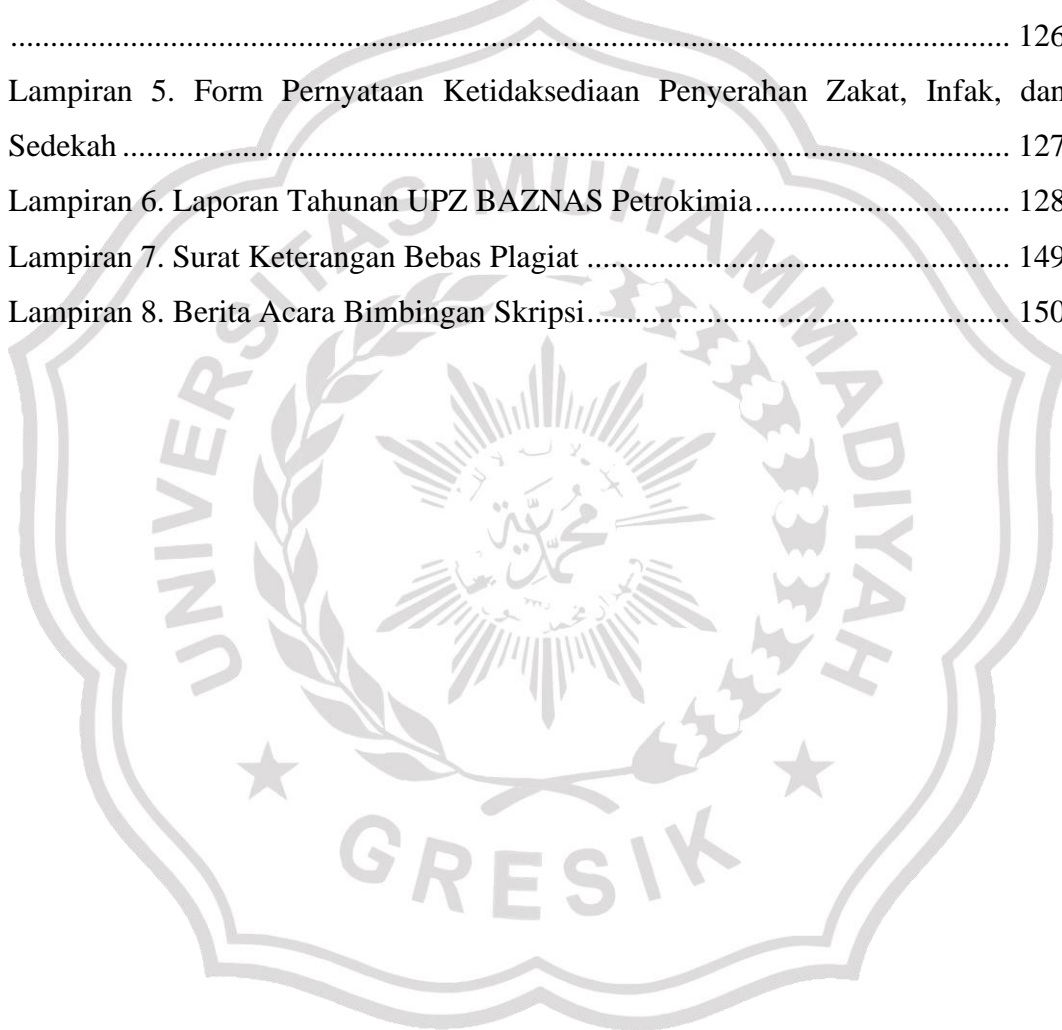 ........................................................................................................................... 126
Lampiran 5. Form Pernyataan Ketidaksediaan Penyerahan Zakat, Infak, dan
Sedekah ............................................................................................................. 127
Lampiran 6. Laporan Tahunan UPZ BAZNAS Petrokimia................................ 128
Lampiran 7. Surat Keterangan Bebas Plagiat .................................................... 149
Lampiran 8. Berita Acara Bimbingan Skripsi.................................................... 150
UNIVERSITAS MUHAMMADIYAH
GRESIK